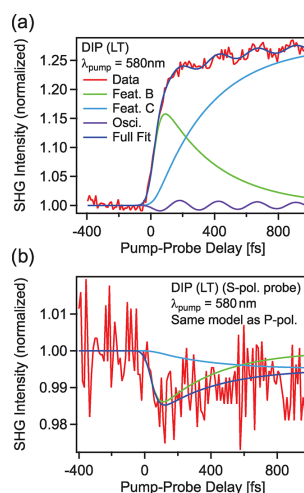 (a)
DIP (LT)
λpump = 580nm
Data
Feat. B
Feat. C
Osci.
Full Fit
SHG Intensity (normalized)
1.25
1.20
1.15
1.10
1.05
1.00
-400
0
400
800
Pump-Probe Delay [fs]
(b)
DIP (LT) (S-pol. probe)
λpump = 580 nm
Same model as P-pol.
SHG Intensity (normalized)
1.01
1.00
0.99
0.98
-400
0
400
800
Pump-Probe Delay [fs]